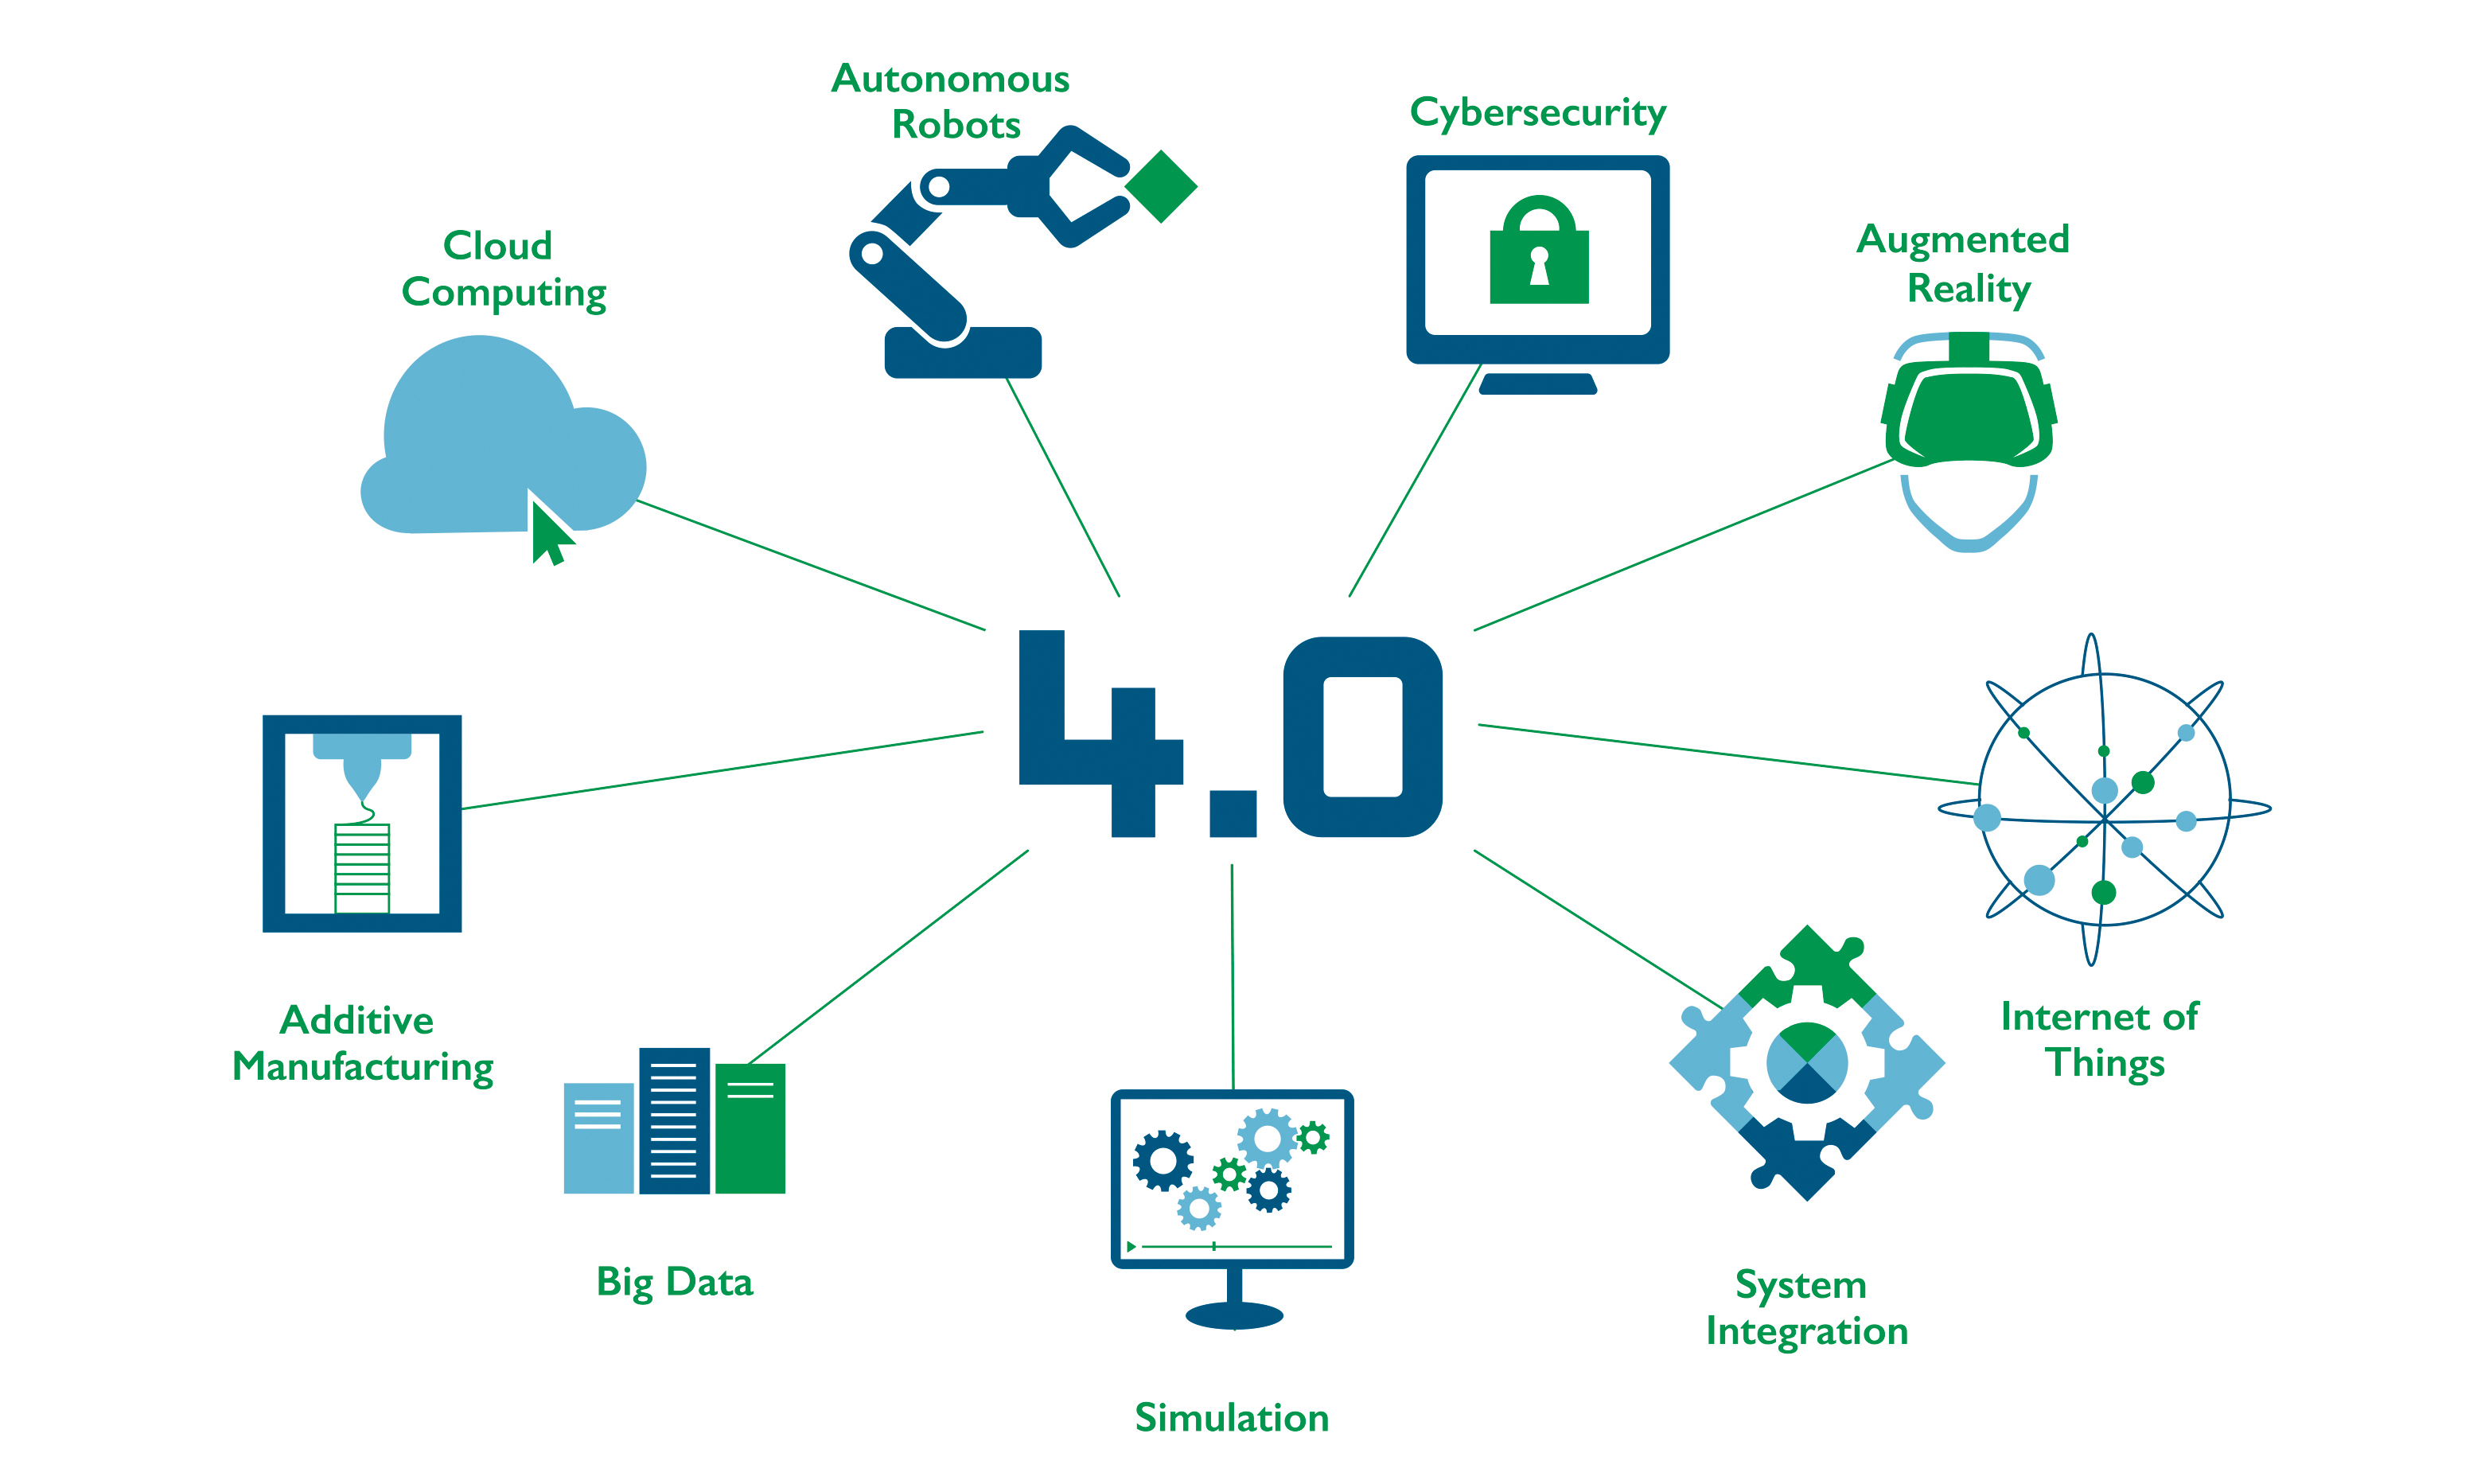 Autonomous
Robots
Cybersecurity
Cloud
Computing
Augmented
Reality
4.0
Additive
Manufacturing
Internet of
Things
Big Data
System
Integration
Simulation